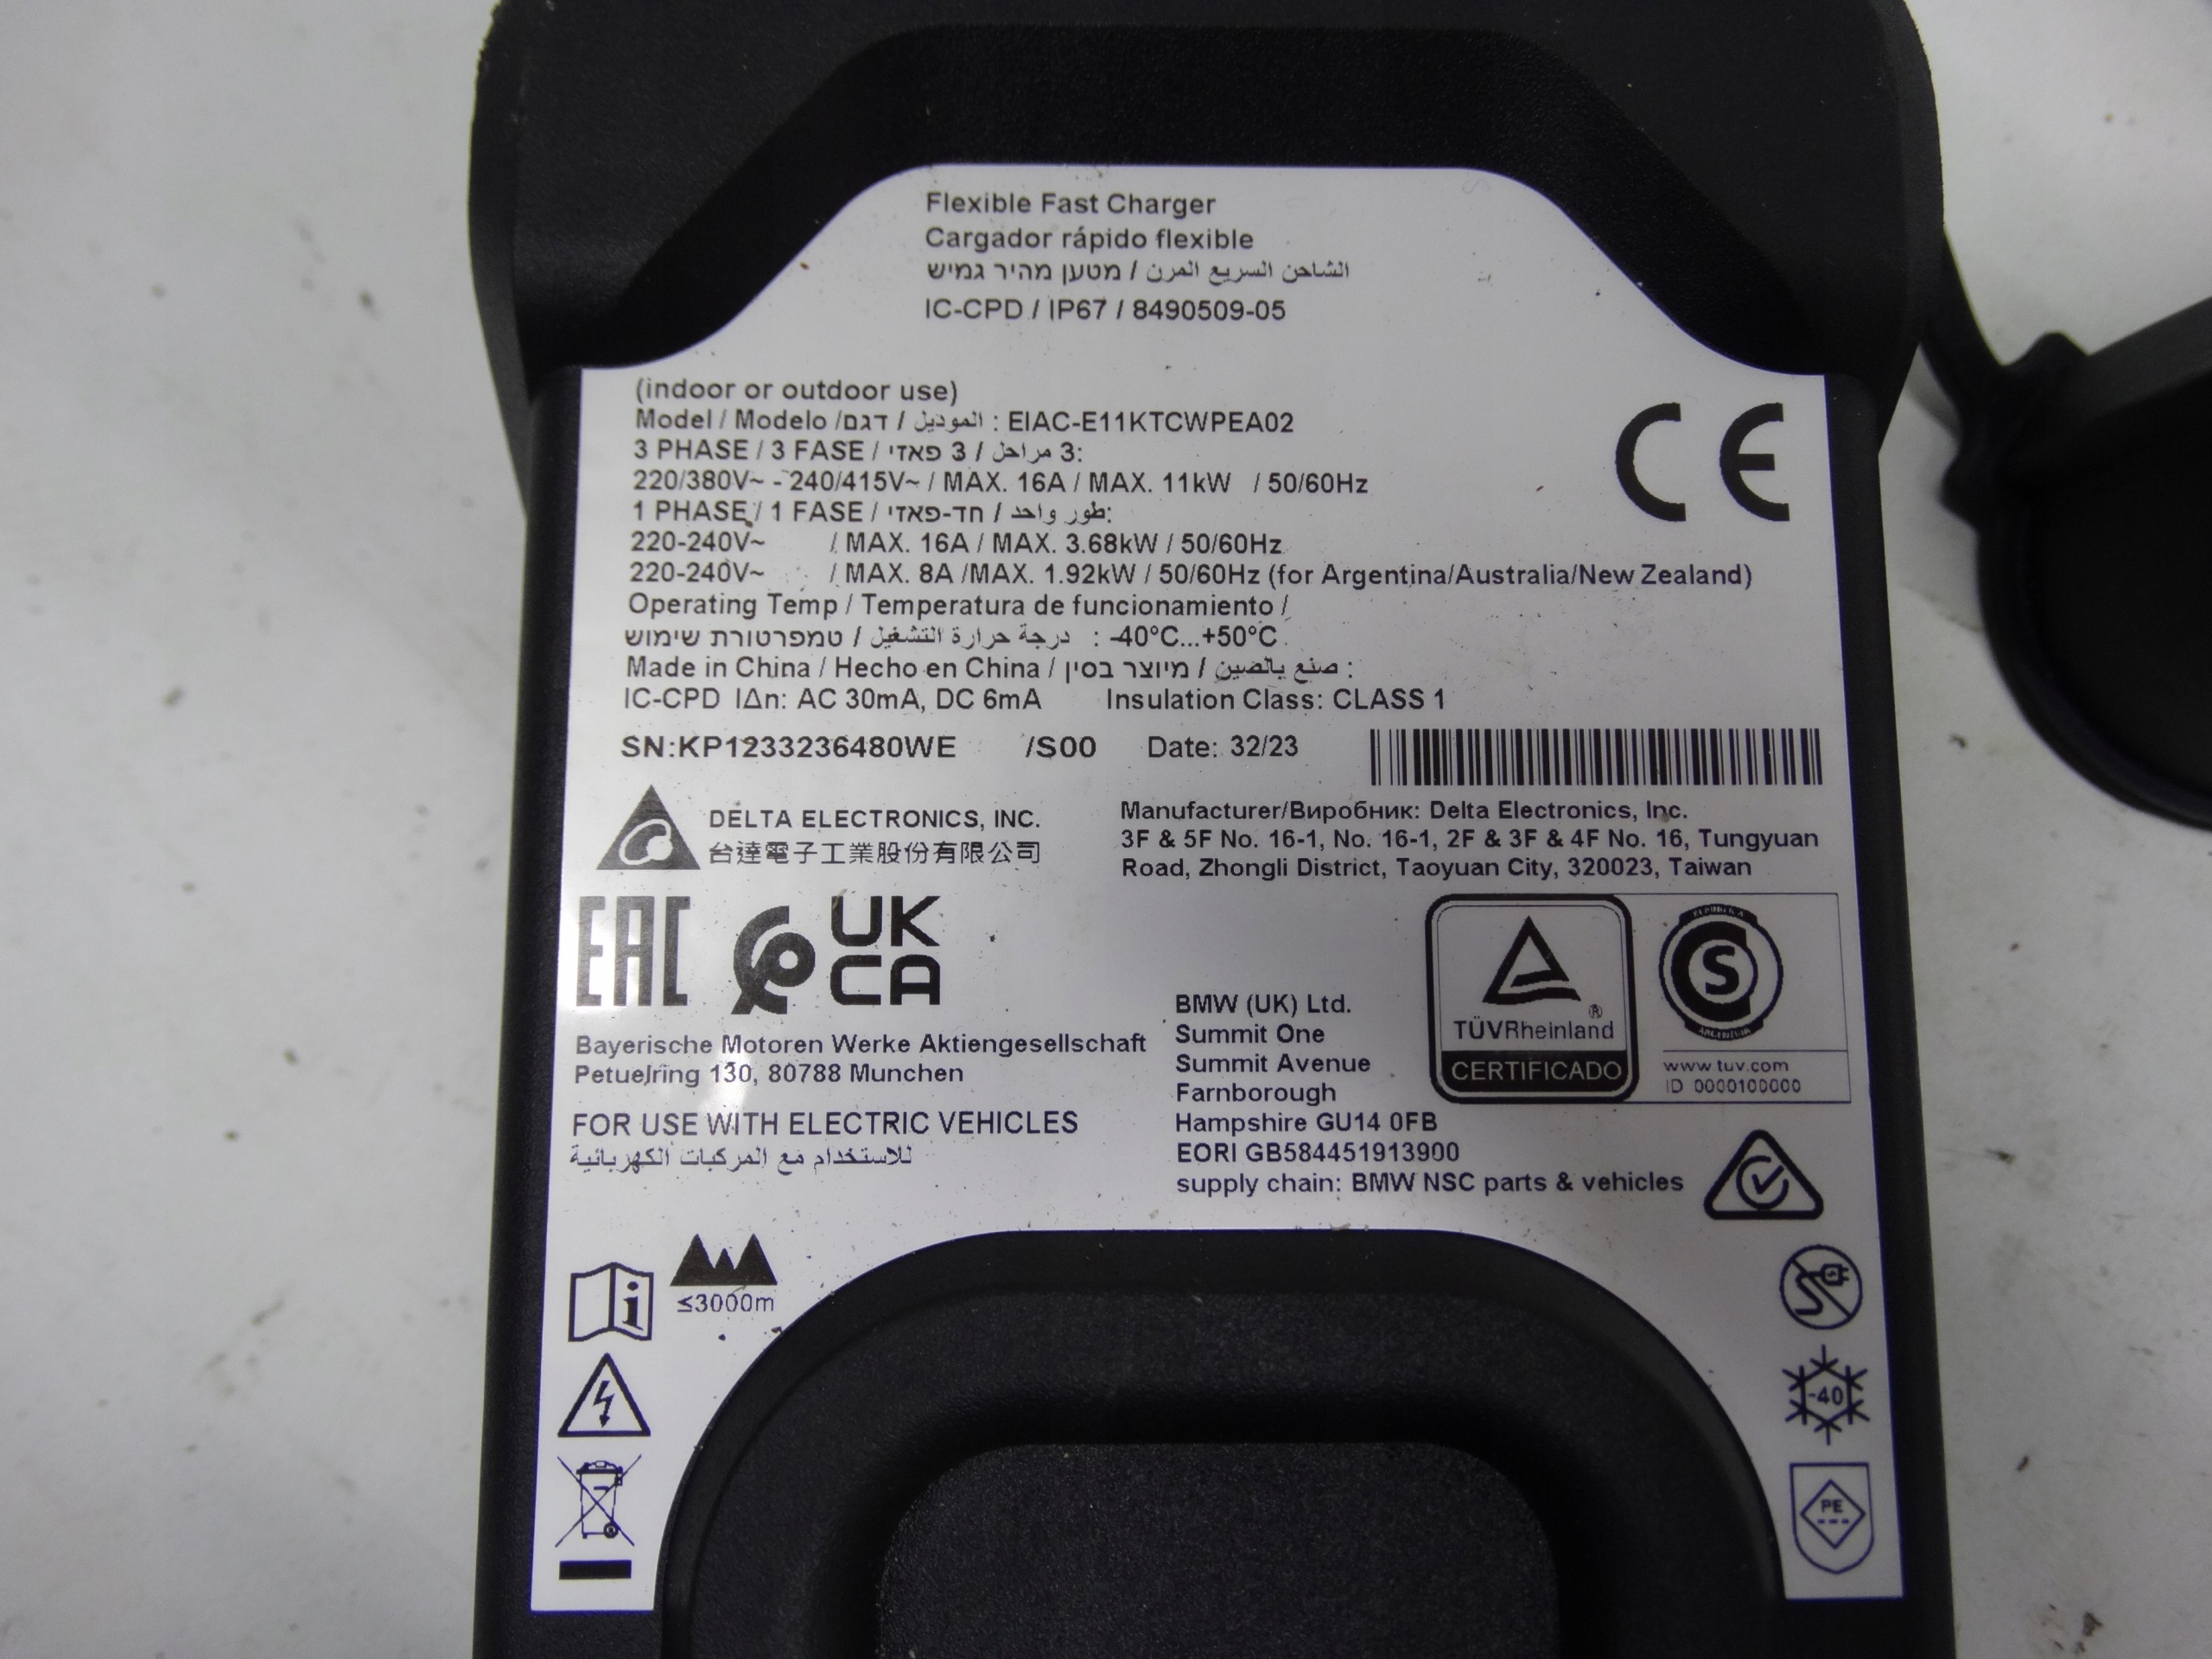 Flexible Fast Charger
Cargador rápido flexible
الشاحن السريع المرن / מטען מהיר גמיש
IC-CPD / IP67 / 8490509-05
(indoor or outdoor use)
Model / Modelo /דגם / الموديل : EIAC-E11KTCWPEA02
3 PHASE / 3 FASE / 3 פאזי / 3 مراحل:
220/380V~ - 240/415V~ / MAX. 16A / MAX. 11kW / 50/60Hz
1 PHASE / 1 FASE / חד-פאזי / طور واحد:
220-240V~ / MAX. 16A / MAX. 3.68kW / 50/60Hz
220-240V~ / MAX. 8A /MAX. 1.92kW / 50/60Hz (for Argentina/Australia/New Zealand)
Operating Temp / Temperatura de funcionamiento /
טמפרטורת שימוש / درجة حرارة التشغيل : -40°C...+50°C
Made in China / Hecho en China / מיוצר בסין / صنع بالصين :
IC-CPD I∆n: AC 30mA, DC 6mA Insulation Class: CLASS 1
SN:KP1233236480WE /S00 Date: 32/23
DELTA ELECTRONICS, INC.
台達電子工業股份有限公司
Manufacturer/Виробник: Delta Electronics, Inc.
3F & 5F No. 16-1, No. 16-1, 2F & 3F & 4F No. 16, Tungyuan
Road, Zhongli District, Taoyuan City, 320023, Taiwan
CE
EAC
UK
CA
Bayerische Motoren Werke Aktiengesellschaft
Petuelring 130, 80788 Munchen
FOR USE WITH ELECTRIC VEHICLES
للاستخدام مع المركبات الكهربائية
BMW (UK) Ltd.
Summit One
Summit Avenue
Farnborough
Hampshire GU14 0FB
EORI GB584451913900
supply chain: BMW NSC parts & vehicles
TÜVRheinland®
CERTIFICADO
S
ARGENTINA
www.tuv.com
ID 0000100000
≤3000m
i
-40
PE